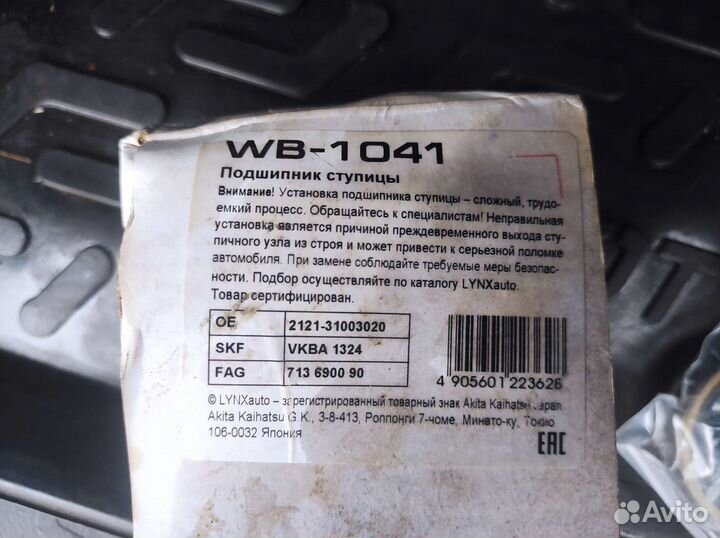 WB-1041
Подшипник ступицы
Внимание! Установка подшипника ступицы – сложный, трудо-
емкий процесс. Обращайтесь к специалистам! Неправильная
установка является причиной преждевременного выхода сту-
пичного узла из строя и может привести к серьезной поломке
автомобиля. При замене соблюдайте требуемые меры безопас-
ности. Подбор осуществляйте по каталогу LYNXauto.
Товар сертифицирован.
OE 2121-31003020
SKF VKBA 1324
FAG 713 6900 90
4 905601 223628
© LYNXauto – зарегистрированный товарный знак Akita Kaihatsu Japan
Akita Kaihatsu G.K., 3-8-413, Роппонги 7-чоме, Минато-ку, Токио
106-0032 Япония
EAC
Avito